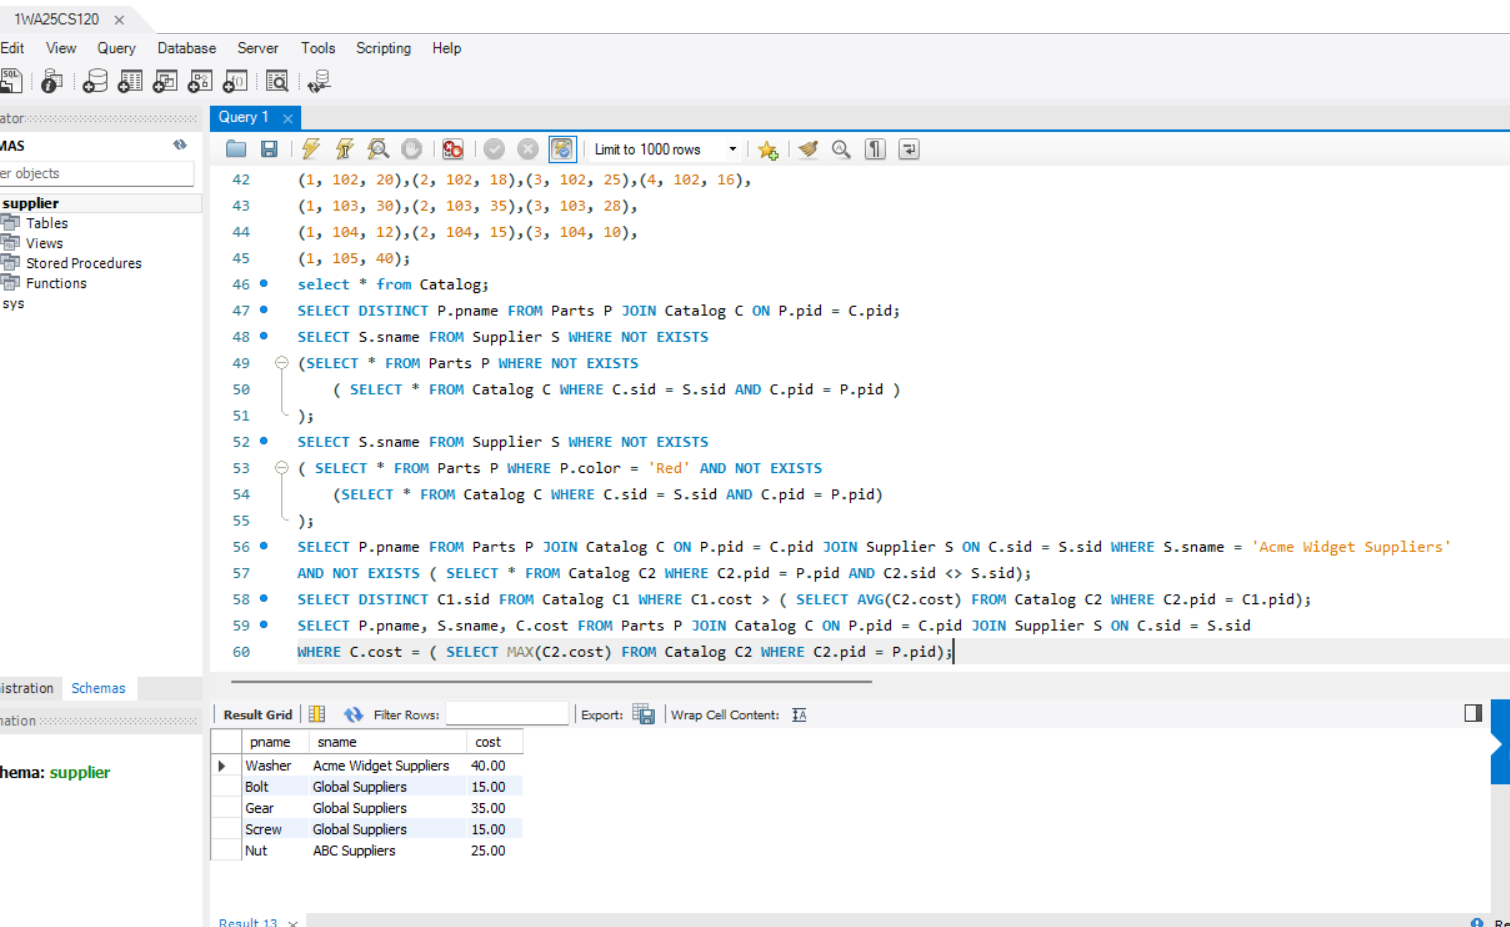 1WA25CS120
Edit View Query Database Server Tools Scripting Help
ator
Query 1
MAS
Limit to 1000 rows
er objects
42 (1, 102, 20),(2, 102, 18),(3, 102, 25),(4, 102, 16),
supplier
43 (1, 103, 30),(2, 103, 35),(3, 103, 28),
Tables
44 (1, 104, 12),(2, 104, 15),(3, 104, 10),
Views
45 (1, 105, 40);
Stored Procedures
46 select * from Catalog;
Functions
sys
47 SELECT DISTINCT P.pname FROM Parts P JOIN Catalog C ON P.pid = C.pid;
48 SELECT S.sname FROM Supplier S WHERE NOT EXISTS
49 (SELECT * FROM Parts P WHERE NOT EXISTS
50 ( SELECT * FROM Catalog C WHERE C.sid = S.sid AND C.pid = P.pid )
51 );
52 SELECT S.sname FROM Supplier S WHERE NOT EXISTS
53 ( SELECT * FROM Parts P WHERE P.color = 'Red' AND NOT EXISTS
54 (SELECT * FROM Catalog C WHERE C.sid = S.sid AND C.pid = P.pid)
55 );
56 SELECT P.pname FROM Parts P JOIN Catalog C ON P.pid = C.pid JOIN Supplier S ON C.sid = S.sid WHERE S.sname = 'Acme Widget Suppliers'
57 AND NOT EXISTS ( SELECT * FROM Catalog C2 WHERE C2.pid = P.pid AND C2.sid <> S.sid);
58 SELECT DISTINCT C1.sid FROM Catalog C1 WHERE C1.cost > ( SELECT AVG(C2.cost) FROM Catalog C2 WHERE C2.pid = C1.pid);
59 SELECT P.pname, S.sname, C.cost FROM Parts P JOIN Catalog C ON P.pid = C.pid JOIN Supplier S ON C.sid = S.sid
60 WHERE C.cost = ( SELECT MAX(C2.cost) FROM Catalog C2 WHERE C2.pid = P.pid);
istration Schemas
nation
Result Grid Filter Rows: Export: Wrap Cell Content:
pname sname cost
Washer Acme Widget Suppliers 40.00
hema: supplier
Bolt Global Suppliers 15.00
Gear Global Suppliers 35.00
Screw Global Suppliers 15.00
Nut ABC Suppliers 25.00
Result 13
Re